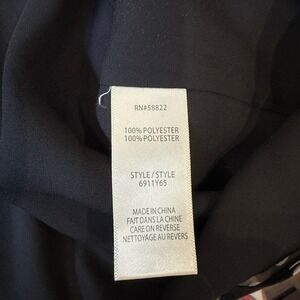 RN#58822
100% POLYESTER
100% POLYESTER
STYLE / STYLE
6911Y65
MADE IN CHINA
FAIT DANS LA CHINE
CARE ON REVERSE
NETTOYAGE AU REVERS